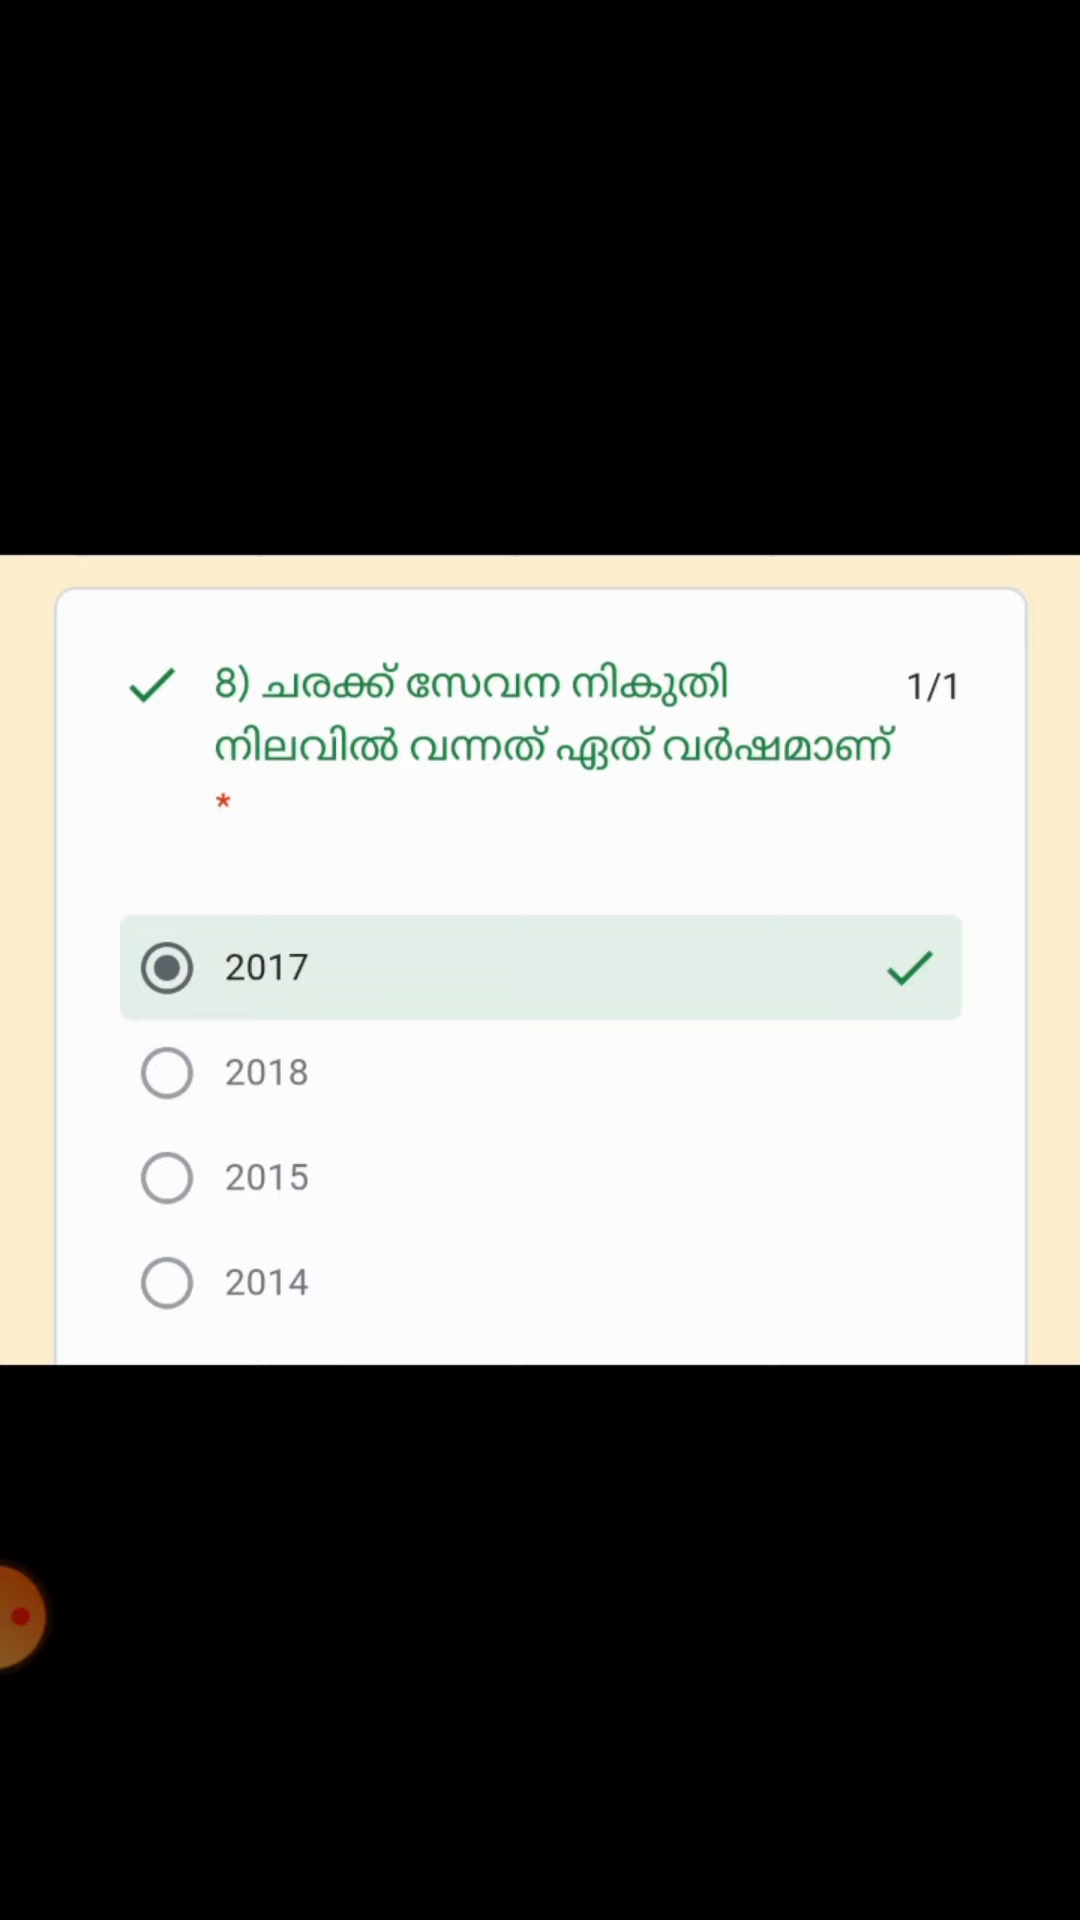 8) ചരക്ക് സേവന നികുതി 1/1
നിലവിൽ വന്നത് ഏത് വർഷമാണ്
*
2017
2018
2015
2014